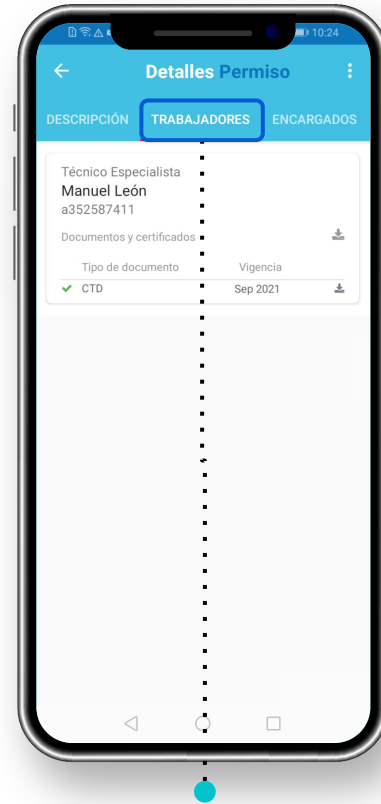 10:24
Detalles Permiso
DESCRIPCIÓN TRABAJADORES ENCARGADOS
Técnico Especialista
Manuel León
a352587411
Documentos y certificados
Tipo de documento Vigencia
CTD Sep 2021